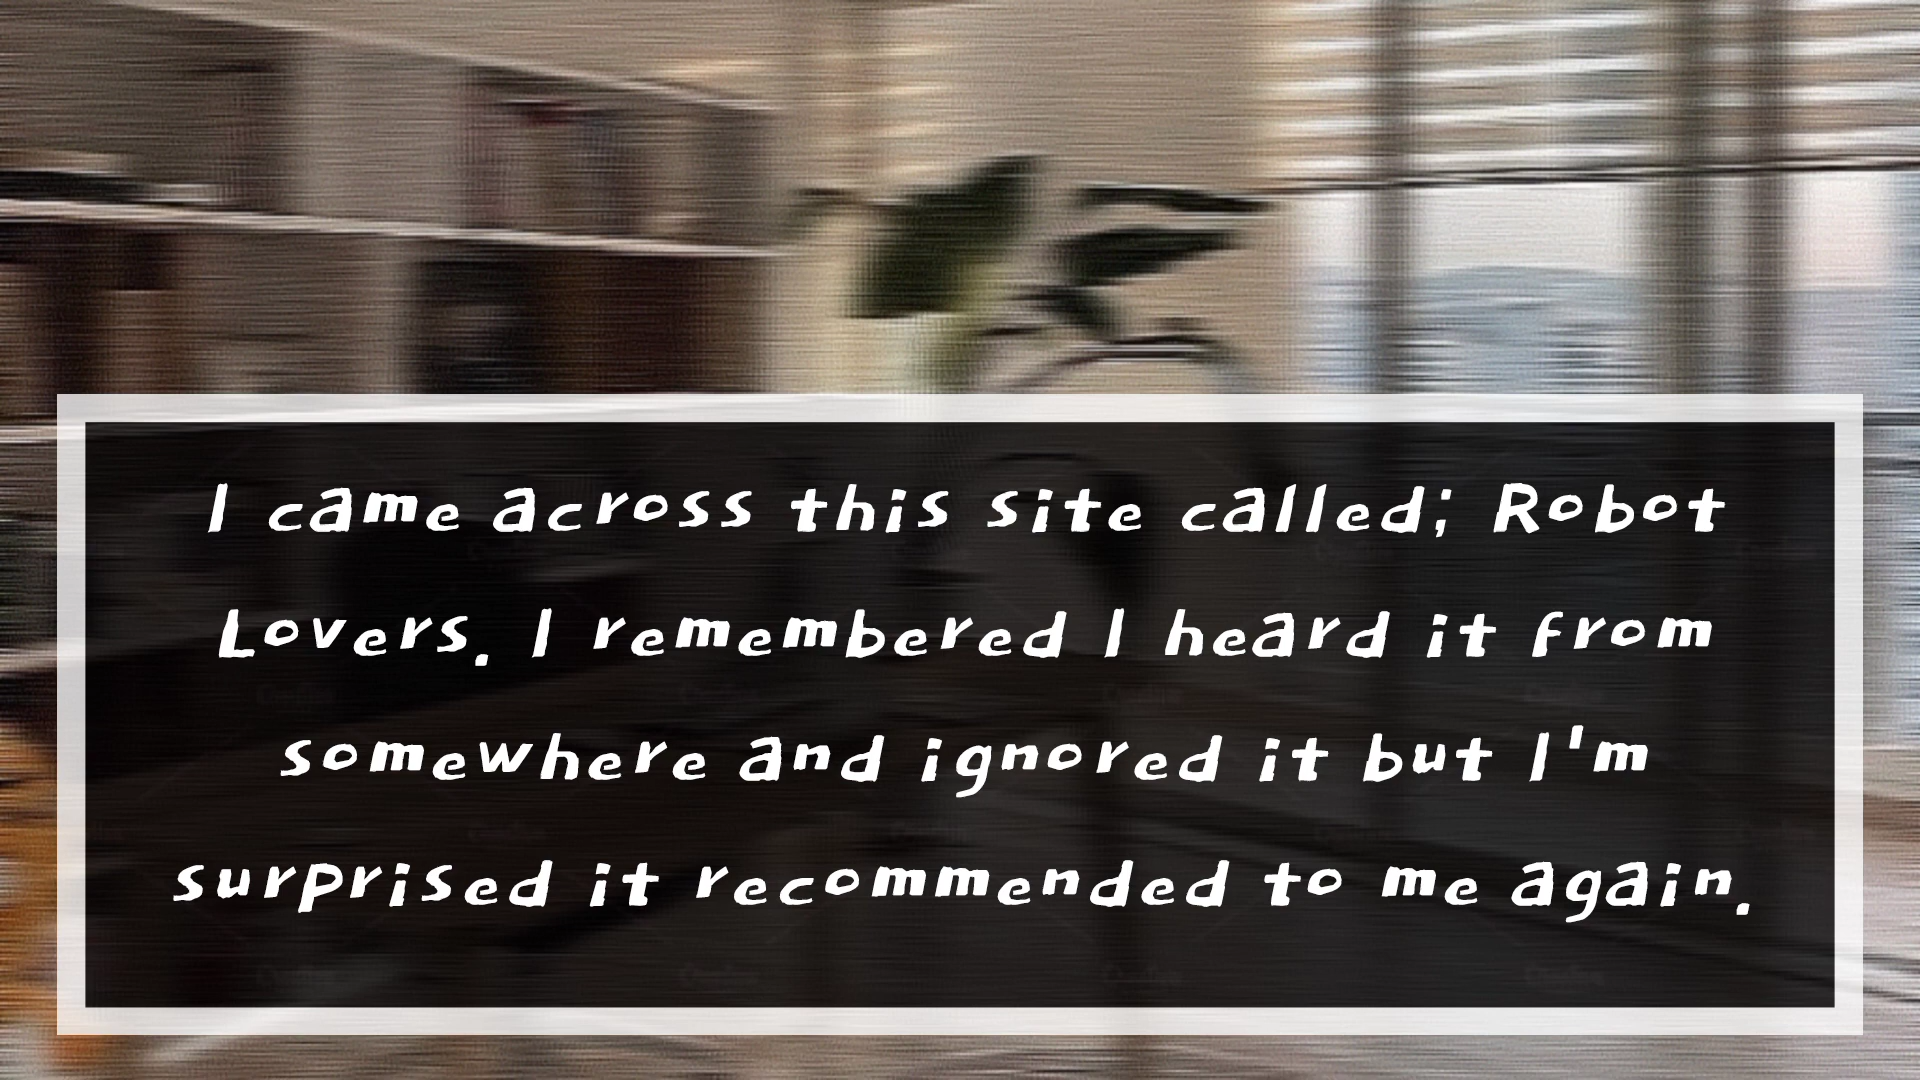 I came across this site called; Robot
Lovers. I remembered I heard it from
somewhere and ignored it but I'm
surprised it recommended to me again.